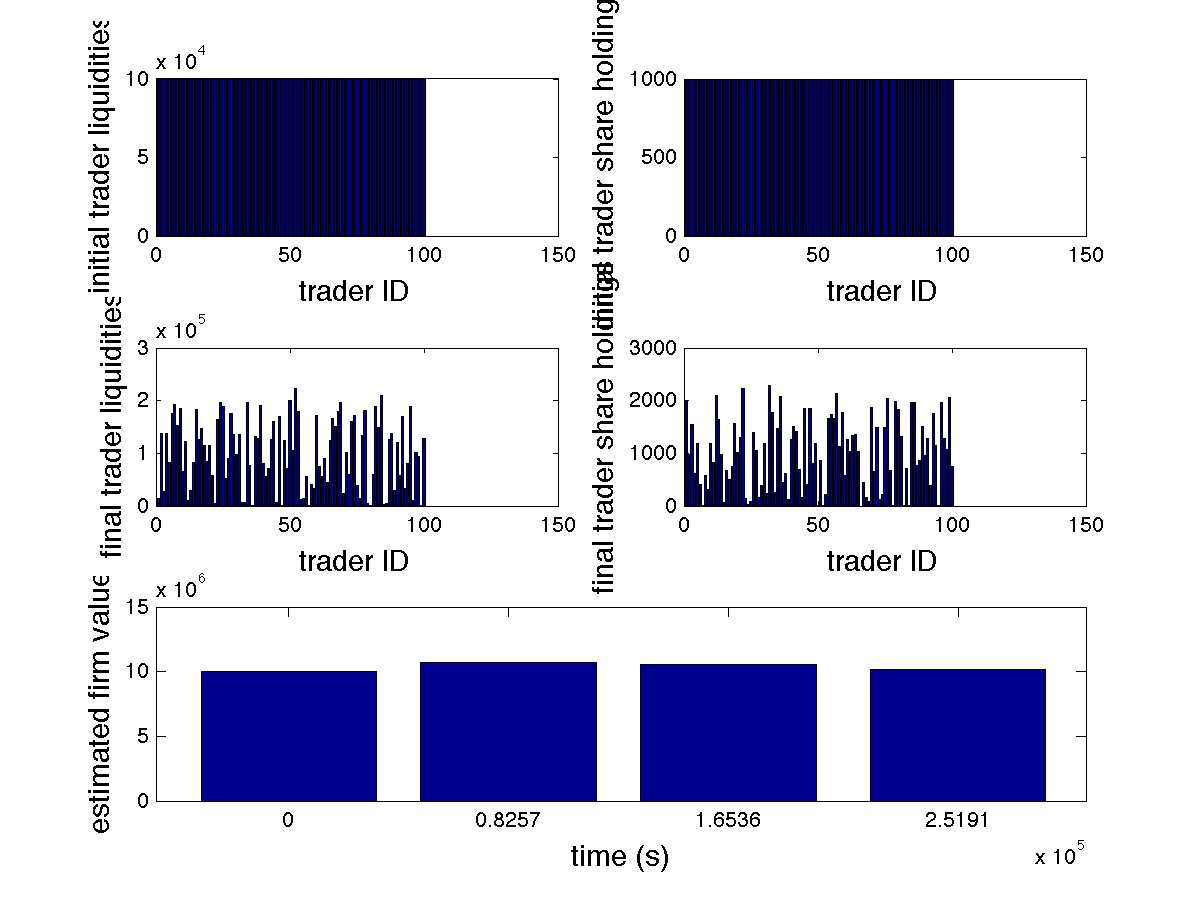 x 10^4
initial trader liquidities
10
5
0
0 50 100 150
trader ID
initial trader share holdings
1000
500
0
0 50 100 150
trader ID
x 10^5
final trader liquidities
3
2
1
0
0 50 100 150
trader ID
final trader share holdings
3000
2000
1000
0
0 50 100 150
trader ID
x 10^6
estimated firm value
15
10
5
0
0 0.8257 1.6536 2.5191
time (s)
x 10^5